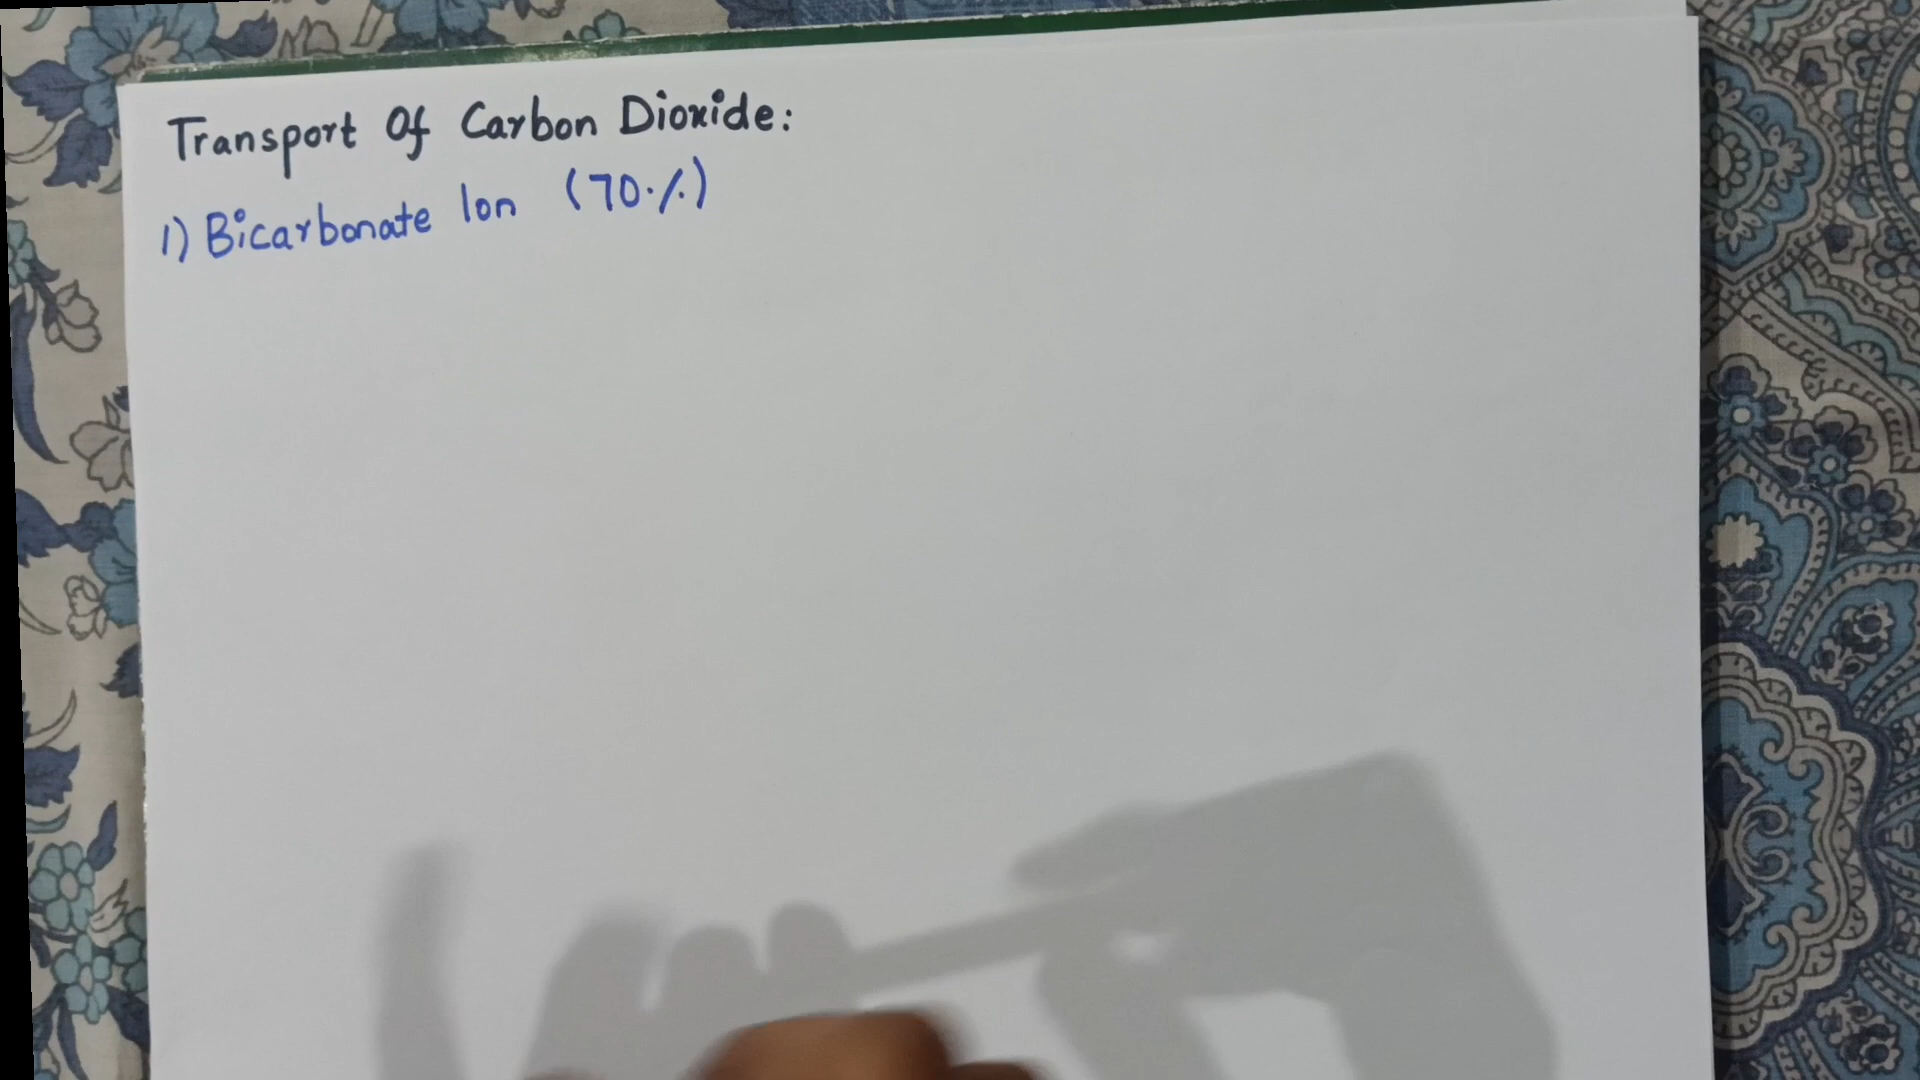 Transport Of Carbon Dioxide:
1) Bicarbonate Ion (70%)